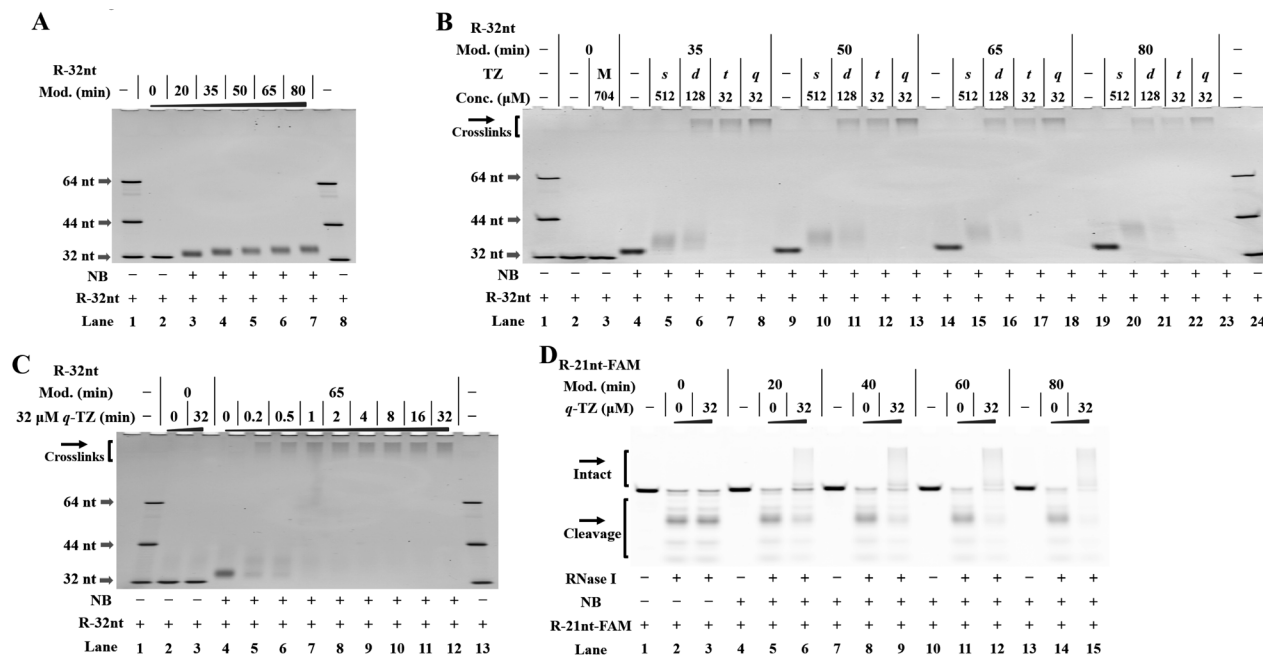 A
R-32nt
Mod. (min) – 0 20 35 50 65 80 –
64 nt
44 nt
32 nt
NB – – + + + + + –
R-32nt + + + + + + + +
Lane 1 2 3 4 5 6 7 8
B
R-32nt
Mod. (min) – 0 35 50 65 80 –
TZ – – M – s d t q – s d t q – s d t q – s d t q –
Conc. (μM) – – 704 – 512 128 32 32 – 512 128 32 32 – 512 128 32 32 – 512 128 32 32 –
Crosslinks
64 nt
44 nt
32 nt
NB – – – + + + + + + + + + + + + + + + + + + + + –
R-32nt + + + + + + + + + + + + + + + + + + + + + + + +
Lane 1 2 3 4 5 6 7 8 9 10 11 12 13 14 15 16 17 18 19 20 21 22 23 24
C
R-32nt
Mod. (min) – 0 65 –
32 μM q-TZ (min) – 0 32 0 0.2 0.5 1 2 4 8 16 32 –
Crosslinks
64 nt
44 nt
32 nt
NB – – – + + + + + + + + + –
R-32nt + + + + + + + + + + + + +
Lane 1 2 3 4 5 6 7 8 9 10 11 12 13
D
R-21nt-FAM
Mod. (min) 0 20 40 60 80
q-TZ (μM) – 0 32 – 0 32 – 0 32 – 0 32 – 0 32
Intact
Cleavage
RNase I – + + – + + – + + – + + – + +
NB – – – + + + + + + + + + + + +
R-21nt-FAM + + + + + + + + + + + + + + +
Lane 1 2 3 4 5 6 7 8 9 10 11 12 13 14 15